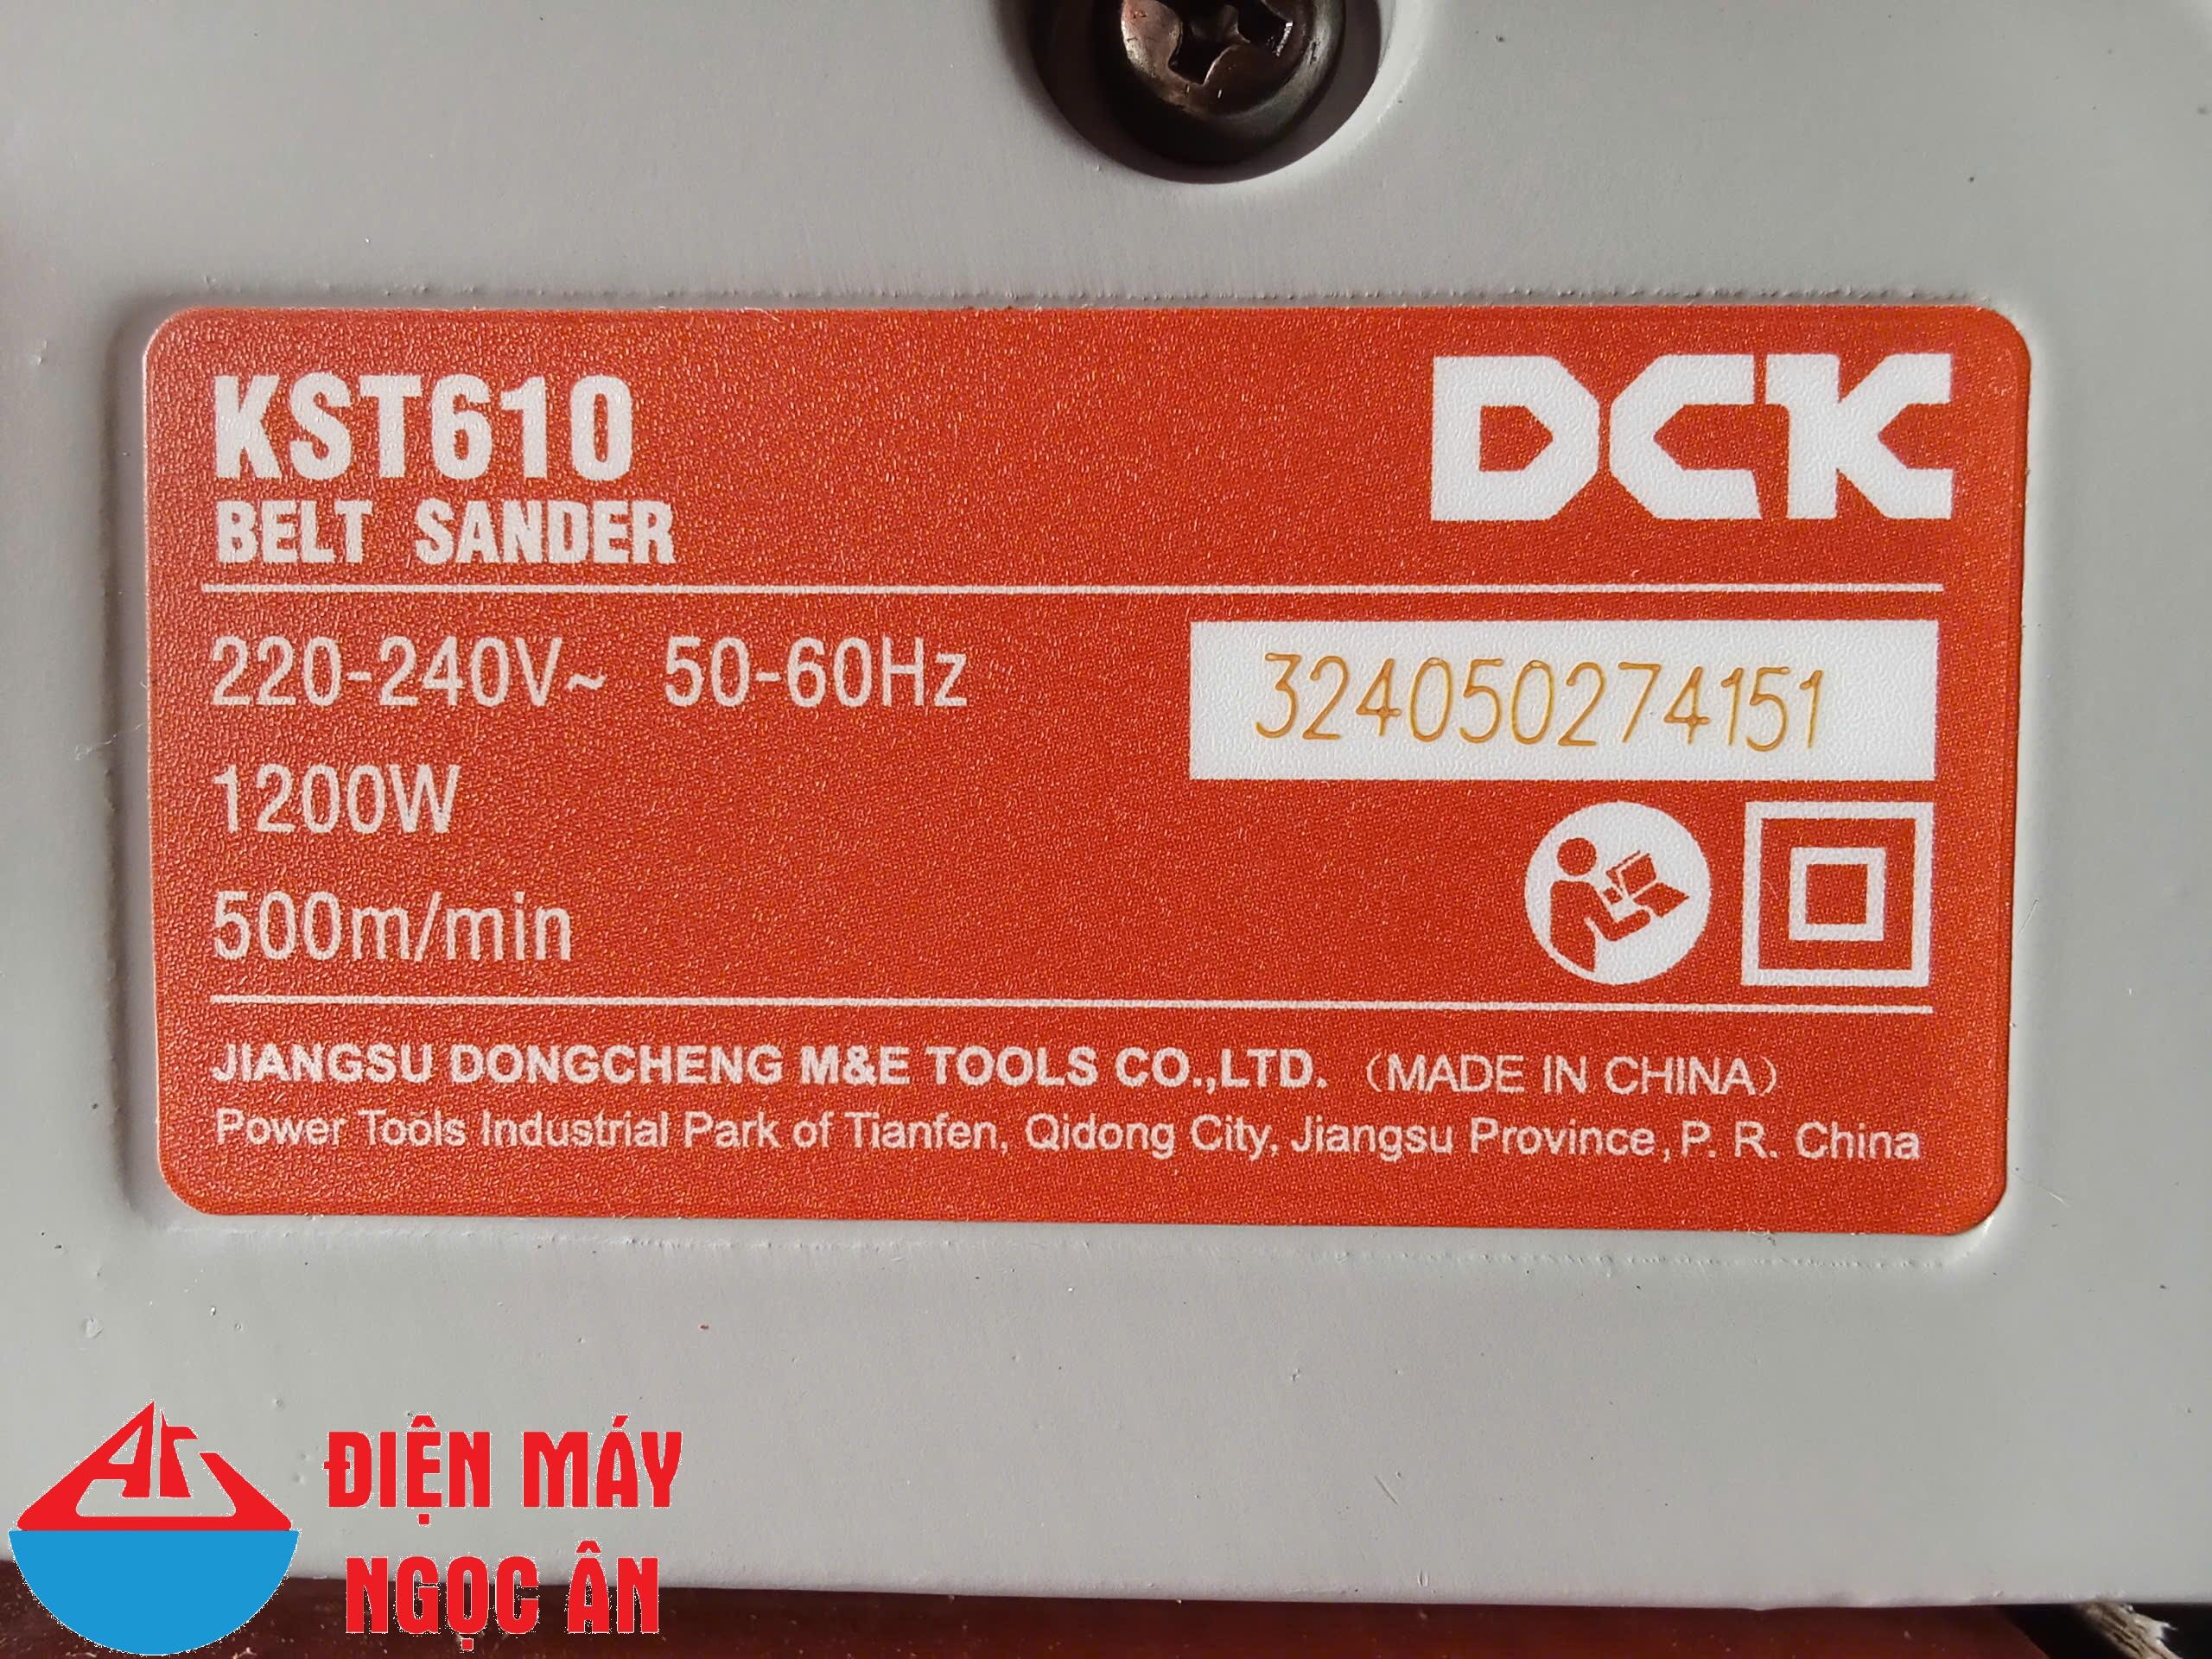 KST610
BELT SANDER
DCK
220-240V~ 50-60Hz
324050274151
1200W
500m/min
JIANGSU DONGCHENG M&E TOOLS CO.,LTD. (MADE IN CHINA)
Power Tools Industrial Park of Tianfen, Qidong City, Jiangsu Province, P. R. China
ĐIỆN MÁY
NGỌC ÂN